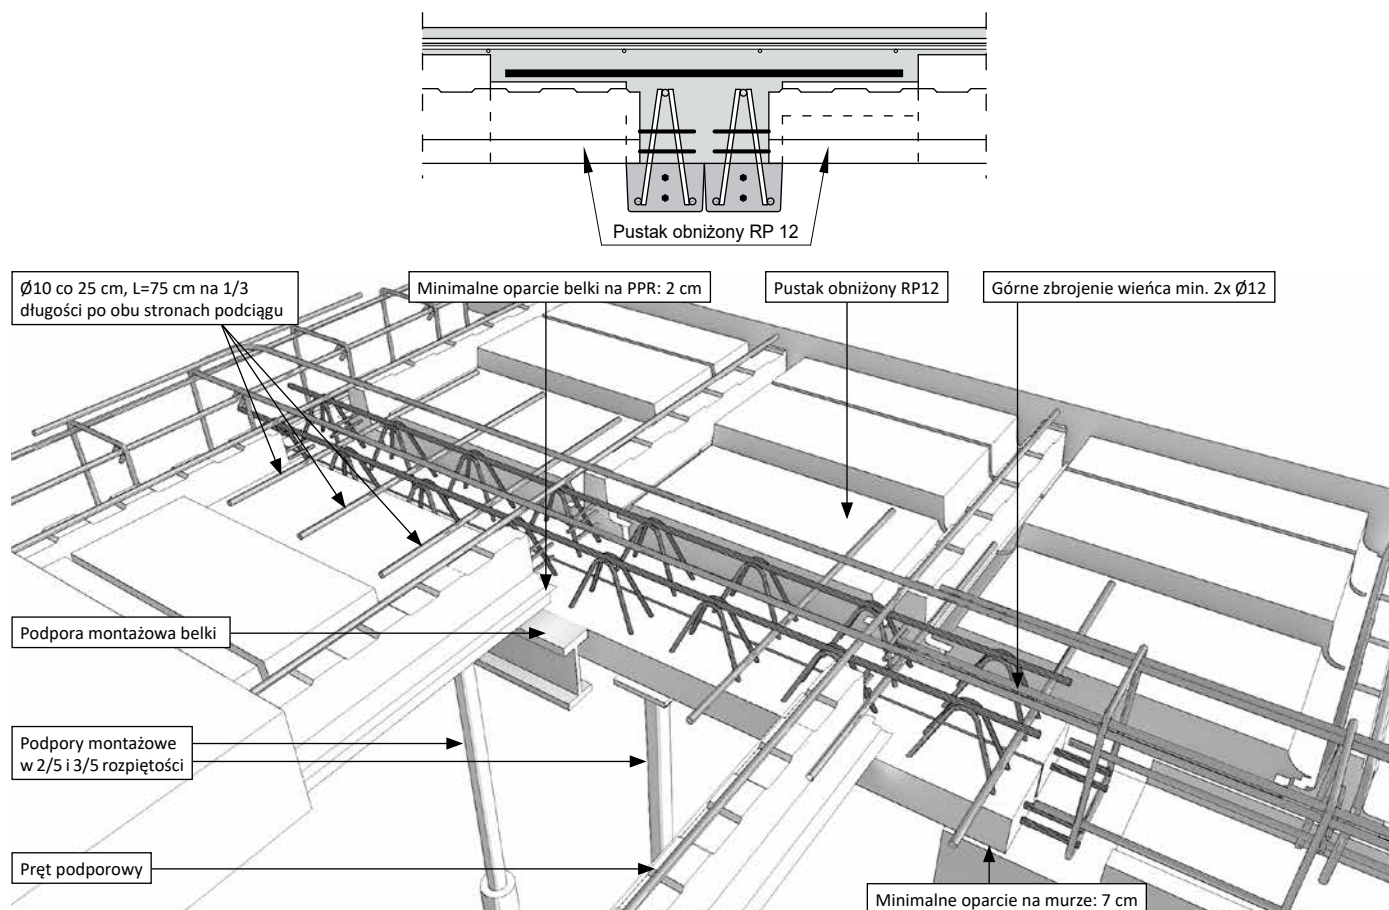 Pustak obniżony RP 12
Ø10 co 25 cm, L=75 cm na 1/3
długości po obu stronach podciągu
Minimalne oparcie belki na PPR: 2 cm
Pustak obniżony RP12
Górne zbrojenie wieńca min. 2x Ø12
Podpora montażowa belki
Podpory montażowe
w 2/5 i 3/5 rozpiętości
Pręt podporowy
Minimalne oparcie na murze: 7 cm